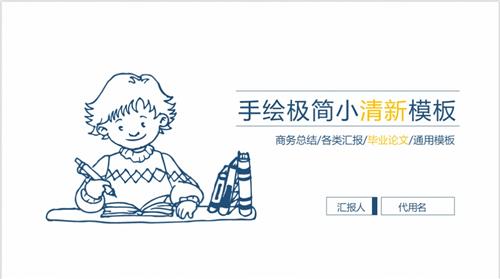 手绘极简小清新模板
商务总结/各类汇报/毕业论文/通用模板
汇报人 代用名